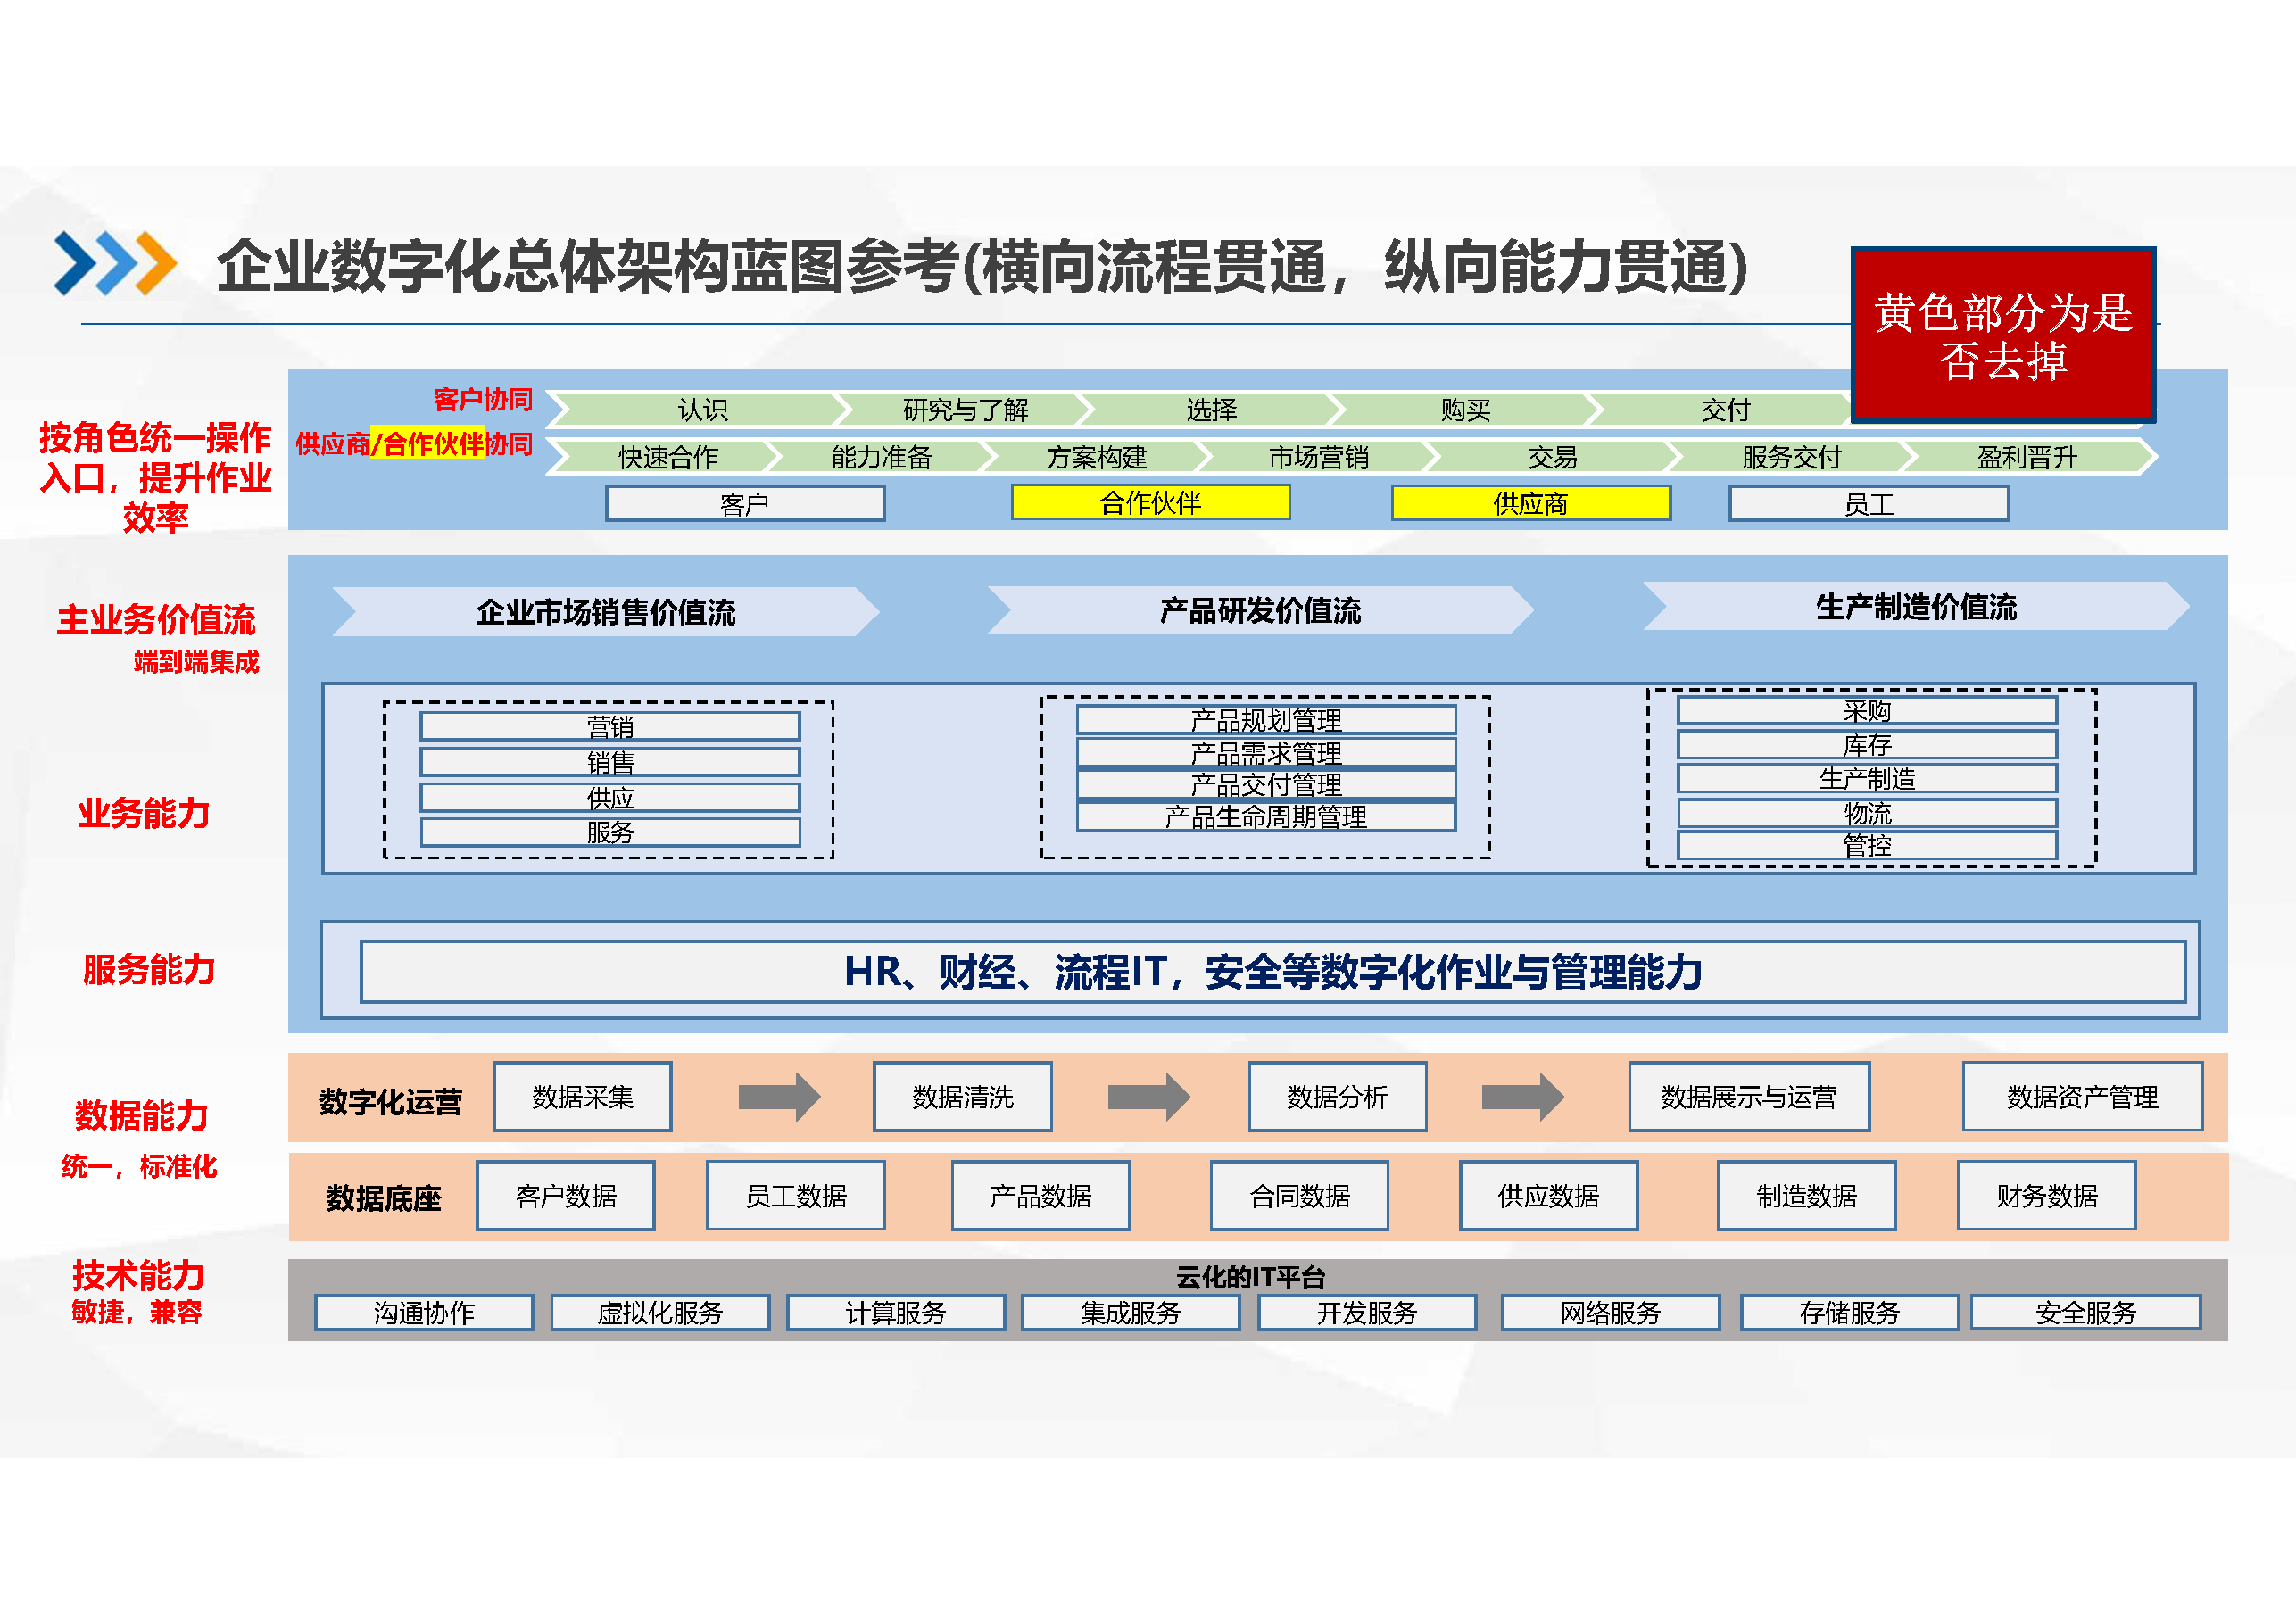 企业数字化总体架构蓝图参考(横向流程贯通，纵向能力贯通)
黄色部分为是
否去掉
按角色统一操作
入口，提升作业
效率
客户协同
认识
研究与了解
选择
购买
交付
供应商/合作伙伴协同
快速合作
能力准备
方案构建
市场营销
交易
服务交付
盈利晋升
客户
合作伙伴
供应商
员工
主业务价值流
端到端集成
企业市场销售价值流
产品研发价值流
生产制造价值流
业务能力
营销
销售
供应
服务
产品规划管理
产品需求管理
产品交付管理
产品生命周期管理
采购
库存
生产制造
物流
管控
服务能力
HR、财经、流程IT，安全等数字化作业与管理能力
数据能力
统一，标准化
数字化运营
数据采集
数据清洗
数据分析
数据展示与运营
数据资产管理
数据底座
客户数据
员工数据
产品数据
合同数据
供应数据
制造数据
财务数据
技术能力
敏捷，兼容
云化的IT平台
沟通协作
虚拟化服务
计算服务
集成服务
开发服务
网络服务
存储服务
安全服务